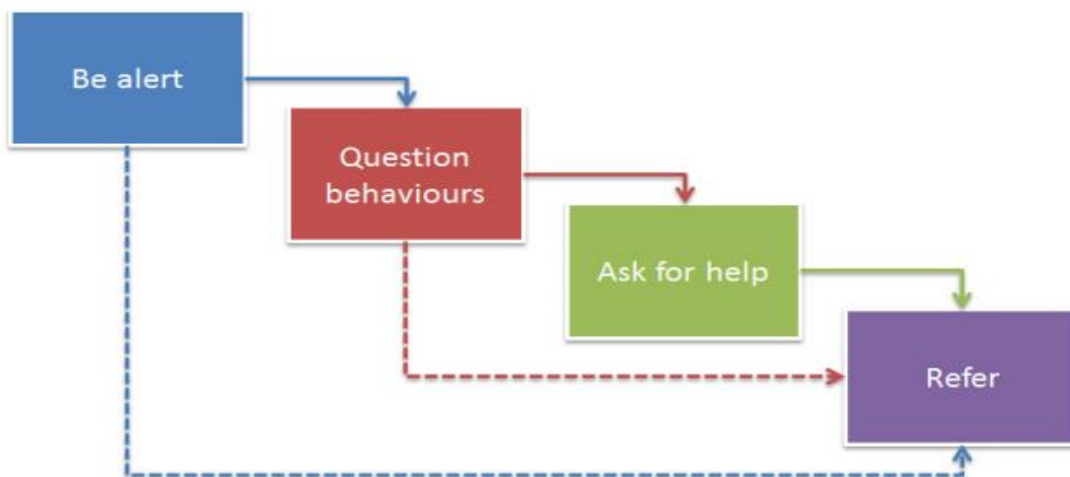 Be alert
Question
behaviours
Ask for help
Refer